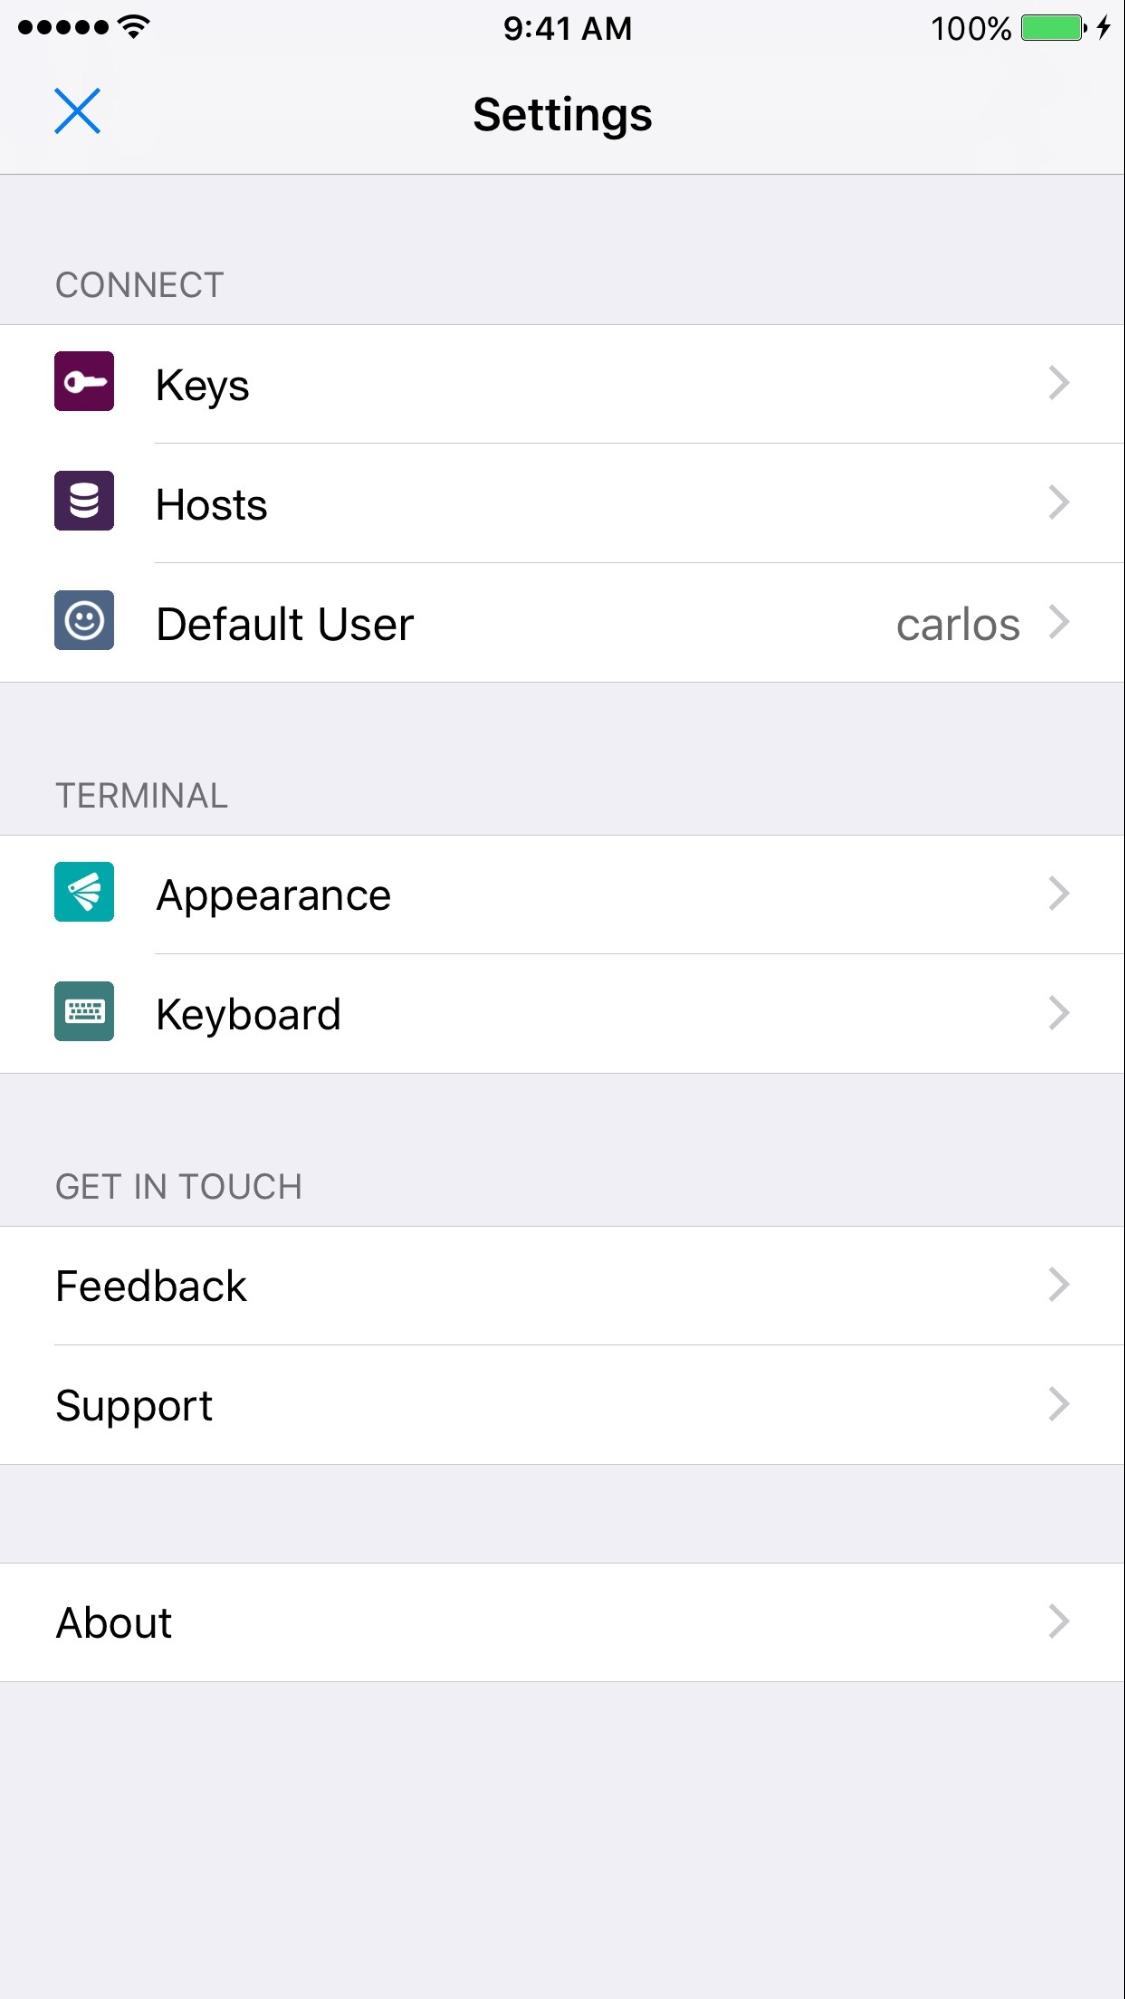 9:41 AM 100%
Settings
CONNECT
Keys
Hosts
Default User carlos
TERMINAL
Appearance
Keyboard
GET IN TOUCH
Feedback
Support
About